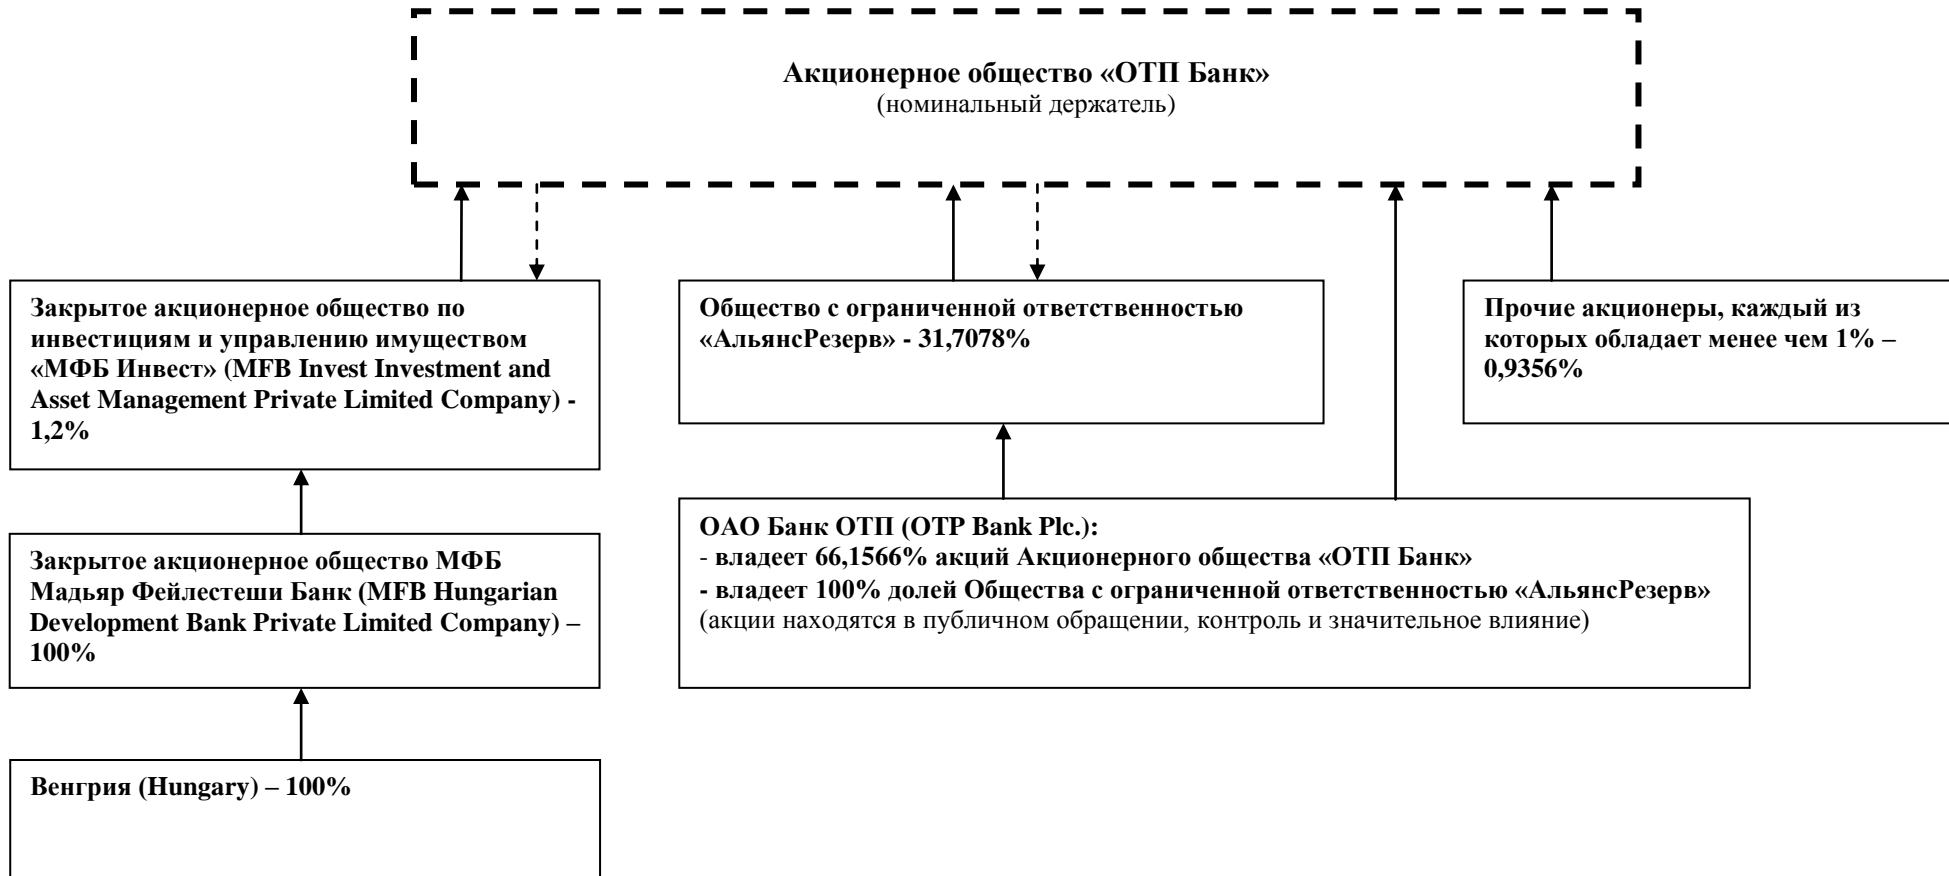 Акционерное общество «ОТП Банк»
(номинальный держатель)
Закрытое акционерное общество по
инвестициям и управлению имуществом
«МФБ Инвест» (MFB Invest Investment and
Asset Management Private Limited Company) -
1,2%
Общество с ограниченной ответственностью
«АльянсРезерв» - 31,7078%
Прочие акционеры, каждый из
которых обладает менее чем 1% –
0,9356%
Закрытое акционерное общество МФБ
Мадьяр Фейлестеши Банк (MFB Hungarian
Development Bank Private Limited Company) –
100%
ОАО Банк ОТП (OTP Bank Plc.):
- владеет 66,1566% акций Акционерного общества «ОТП Банк»
- владеет 100% долей Общества с ограниченной ответственностью «АльянсРезерв»
(акции находятся в публичном обращении, контроль и значительное влияние)
Венгрия (Hungary) – 100%